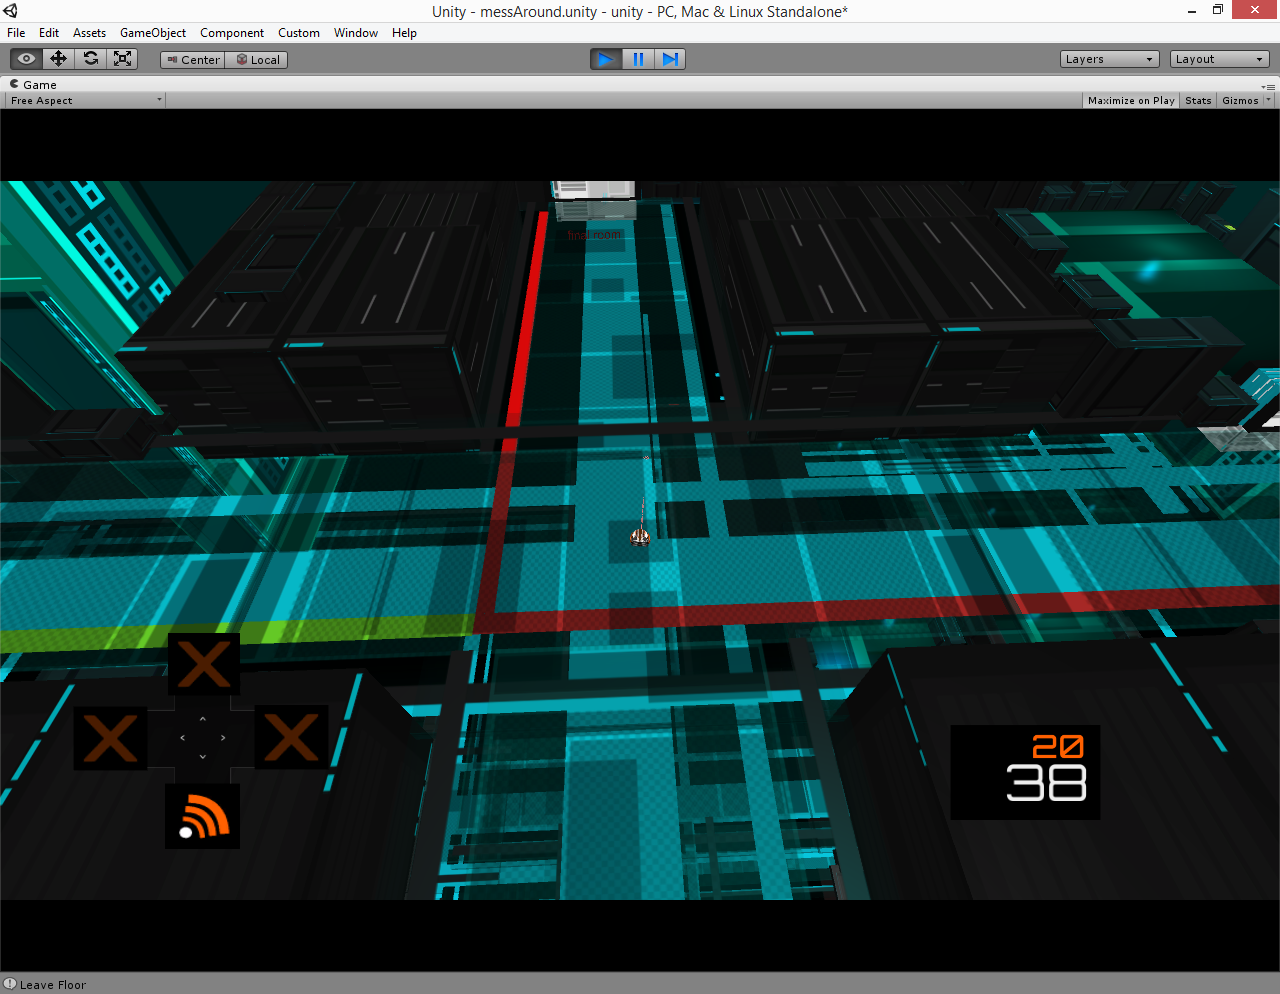 Unity - messAround.unity - unity - PC, Mac & Linux Standalone*
File Edit Assets GameObject Component Custom Window Help
Center Local Layers Layout
Game
Free Aspect Maximize on Play Stats Gizmos
final room
20
38
Leave Floor